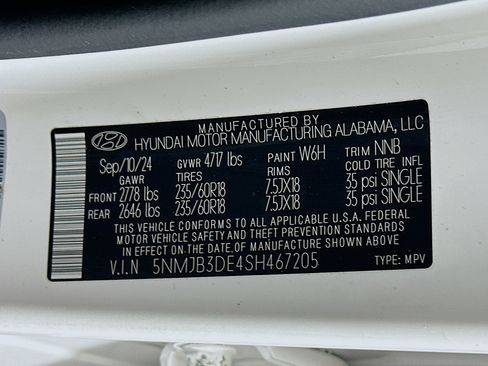 MANUFACTURED BY
HYUNDAI MOTOR MANUFACTURING ALABAMA, LLC
Sep/10/24 GVWR 4717 lbs PAINT W6H TRIM NNB
GAWR TIRES RIMS COLD TIRE INFL
FRONT 2778 lbs 235/60R18 7.5JX18 35 psi SINGLE
REAR 2646 lbs 235/60R18 7.5JX18 35 psi SINGLE
THIS VEHICLE CONFORMS TO ALL APPLICABLE U.S.A. FEDERAL
MOTOR VEHICLE SAFETY AND THEFT PREVENTION STANDARDS
IN EFFECT ON THE DATE OF MANUFACTURE SHOWN ABOVE.
V.I.N 5NMJB3DE4SH467205 TYPE: MPV